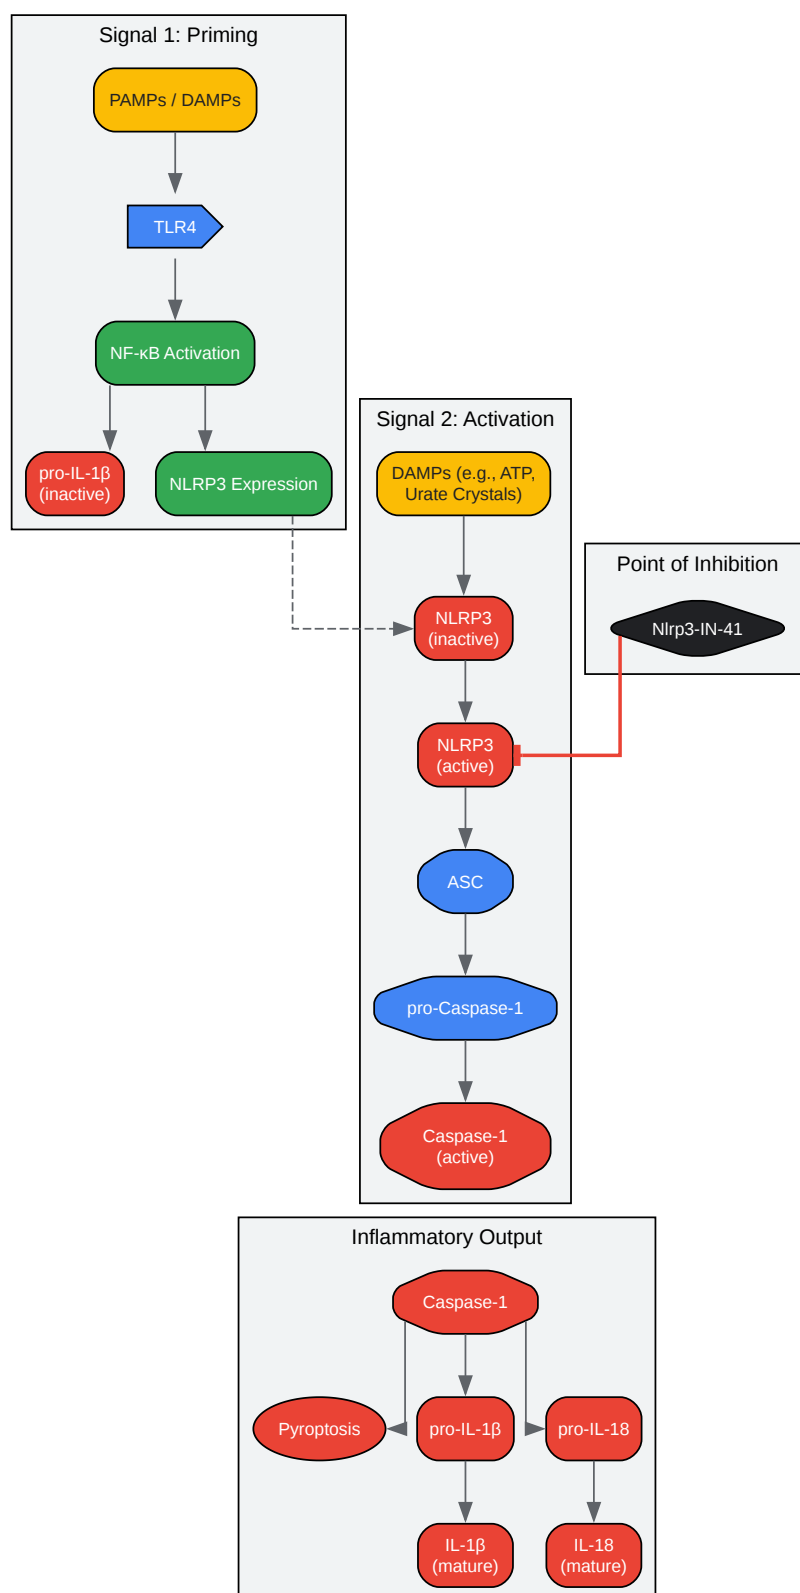 Signal 1: Priming
PAMPs / DAMPs
TLR4
NF-κB Activation
pro-IL-1β
(inactive)
NLRP3 Expression
Signal 2: Activation
DAMPs (e.g., ATP,
Urate Crystals)
NLRP3
(inactive)
NLRP3
(active)
ASC
pro-Caspase-1
Caspase-1
(active)
Point of Inhibition
Nlrp3-IN-41
Inflammatory Output
Caspase-1
Pyroptosis
pro-IL-1β
pro-IL-18
IL-1β
(mature)
IL-18
(mature)